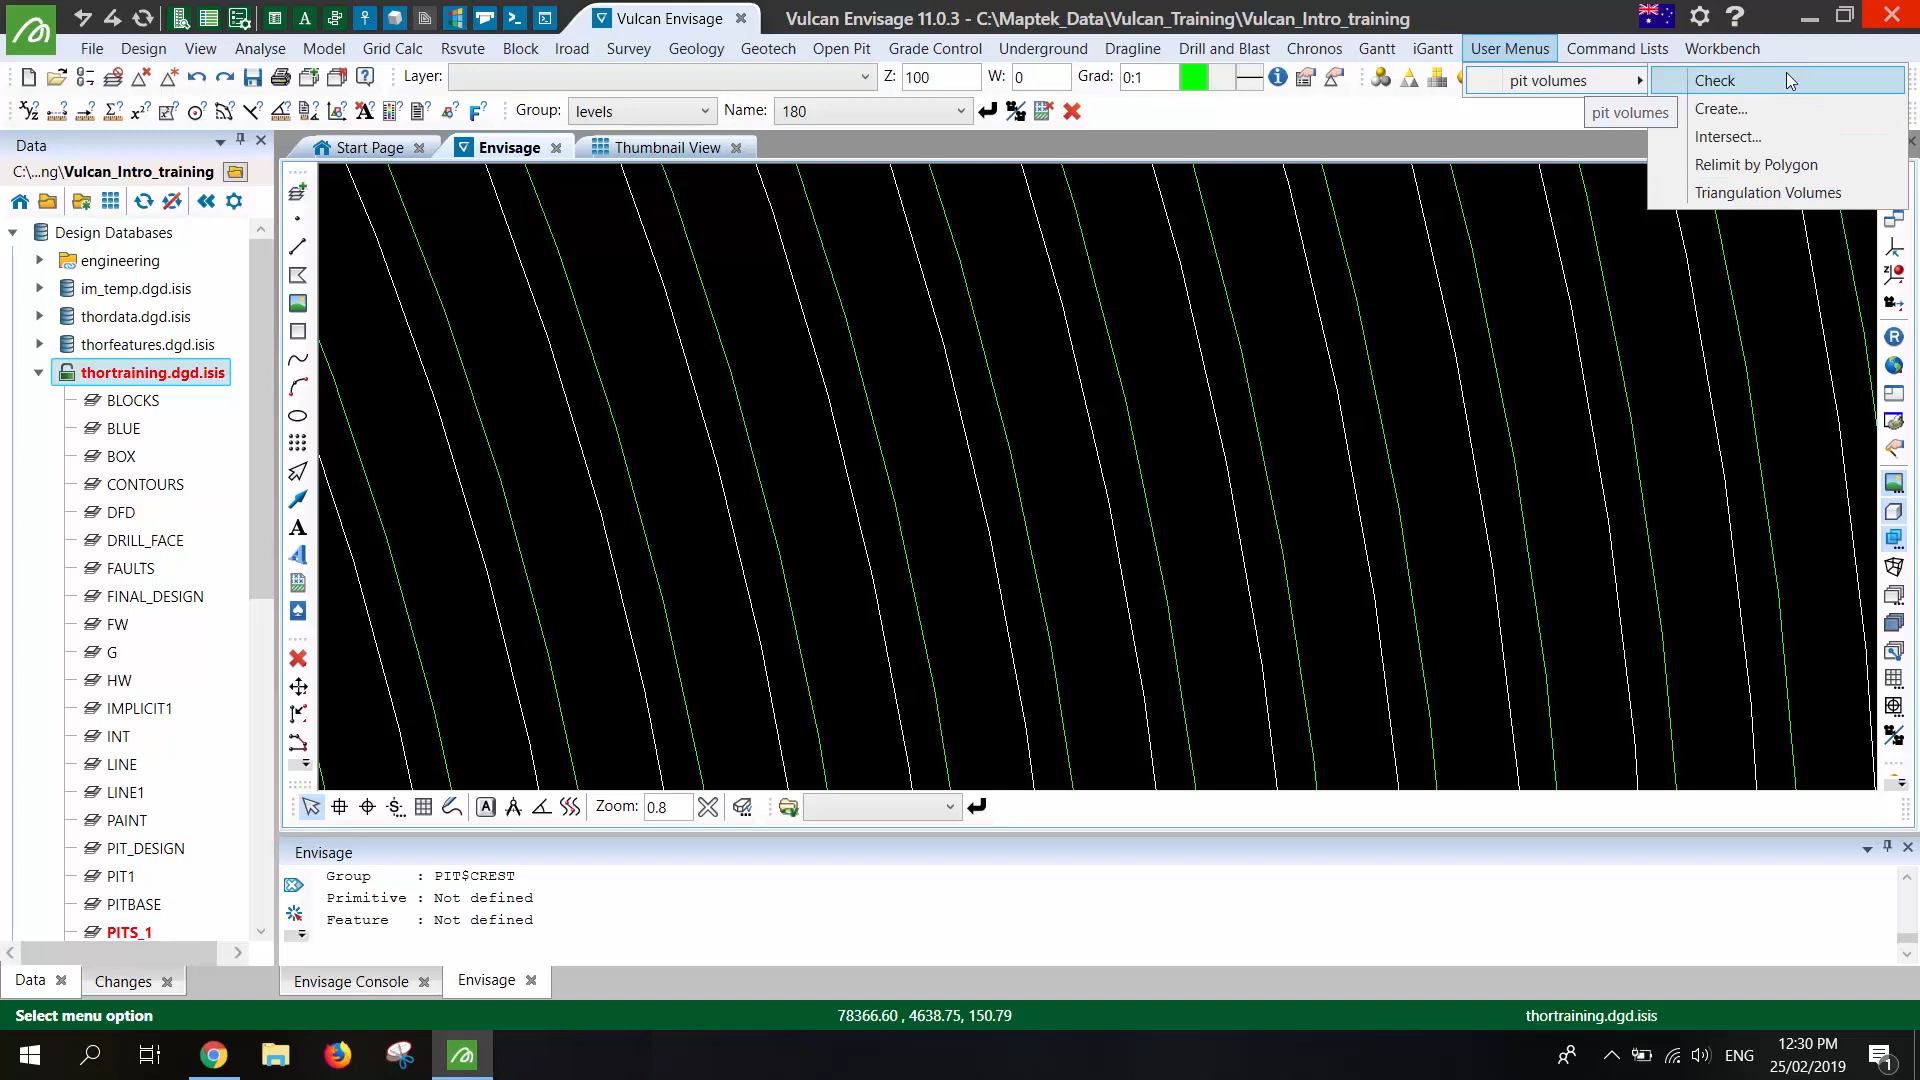 Vulcan Envisage
Vulcan Envisage 11.0.3 - C:\Maptek_Data\Vulcan_Training\Vulcan_Intro_training
File Design View Analyse Model Grid Calc Rsvute Block Iroad Survey Geology Geotech Open Pit Grade Control Underground Dragline Drill and Blast Chronos Gantt iGantt User Menus Command Lists Workbench
Layer: Z: 100 W: 0 Grad: 0:1
pit volumes
Check
Create...
Intersect...
Relimit by Polygon
Triangulation Volumes
pit volumes
Group: levels Name: 180
Data
C:\...ng\Vulcan_Intro_training
Start Page Envisage Thumbnail View
Design Databases
engineering
im_temp.dgd.isis
thordata.dgd.isis
thorfeatures.dgd.isis
thortraining.dgd.isis
BLOCKS
BLUE
BOX
CONTOURS
DFD
DRILL_FACE
FAULTS
FINAL_DESIGN
FW
G
HW
IMPLICIT1
INT
LINE
LINE1
PAINT
PIT_DESIGN
PIT1
PITBASE
PITS_1
Zoom: 0.8
Envisage
Group : PIT$CREST
Primitive : Not defined
Feature : Not defined
Data Changes
Envisage Console Envisage
Select menu option
78366.60 , 4638.75, 150.79
thortraining.dgd.isis
ENG
12:30 PM
25/02/2019
1